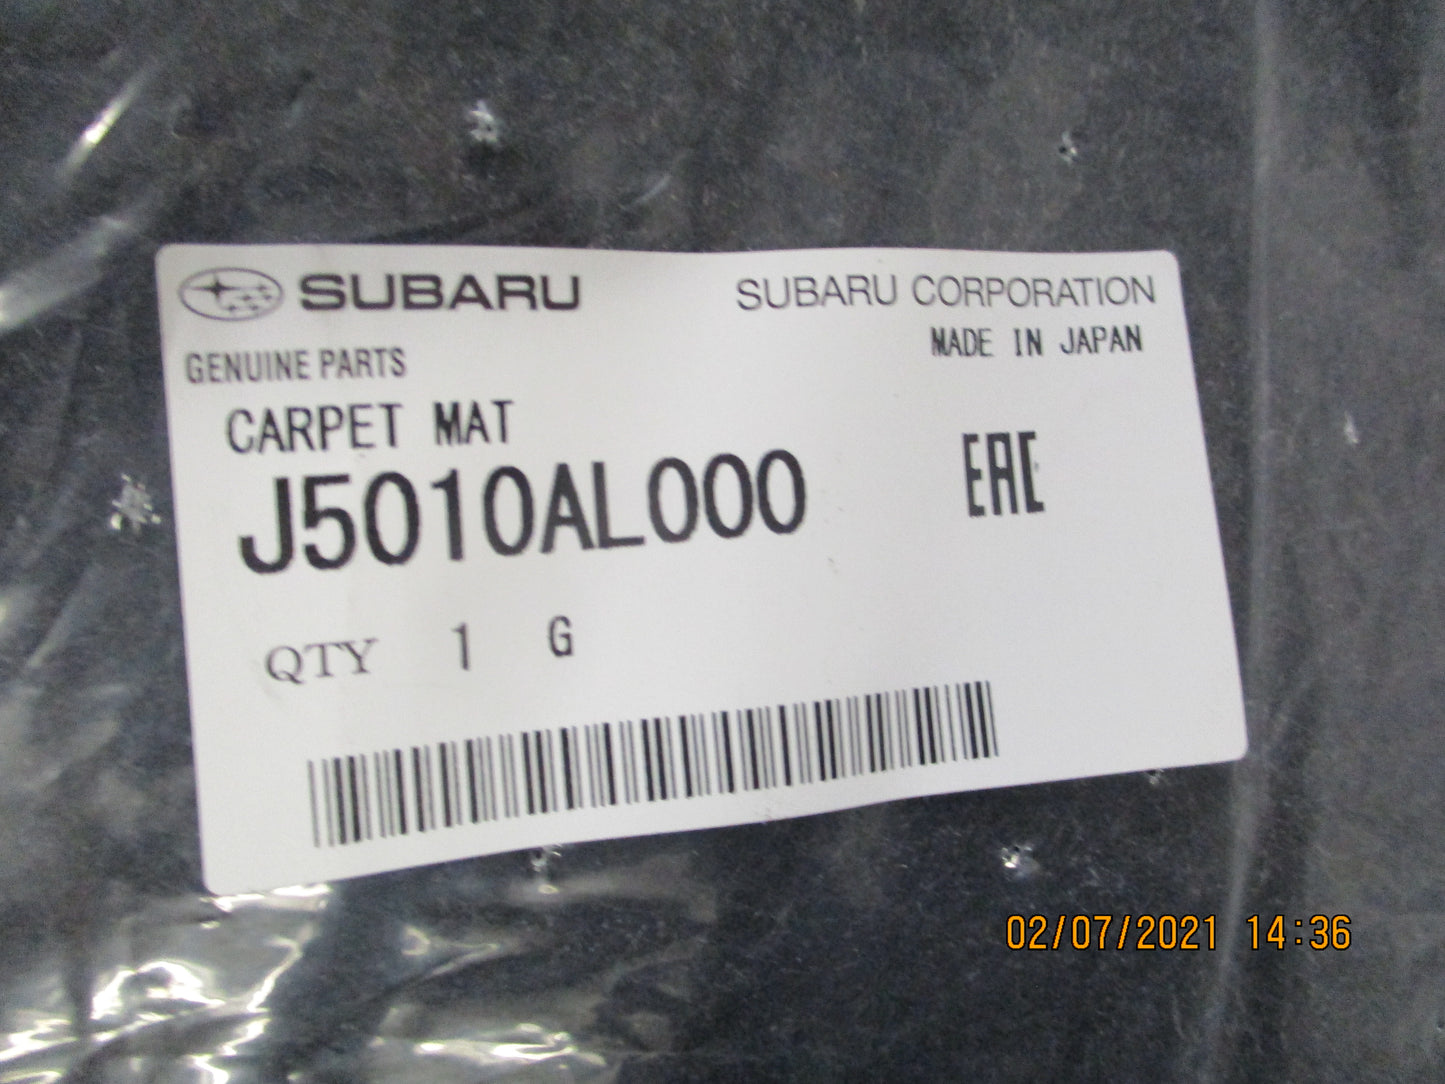 SUBARU
SUBARU CORPORATION
MADE IN JAPAN
GENUINE PARTS
CARPET MAT
J5010AL000
EAC
QTY 1 G
02/07/2021 14:36